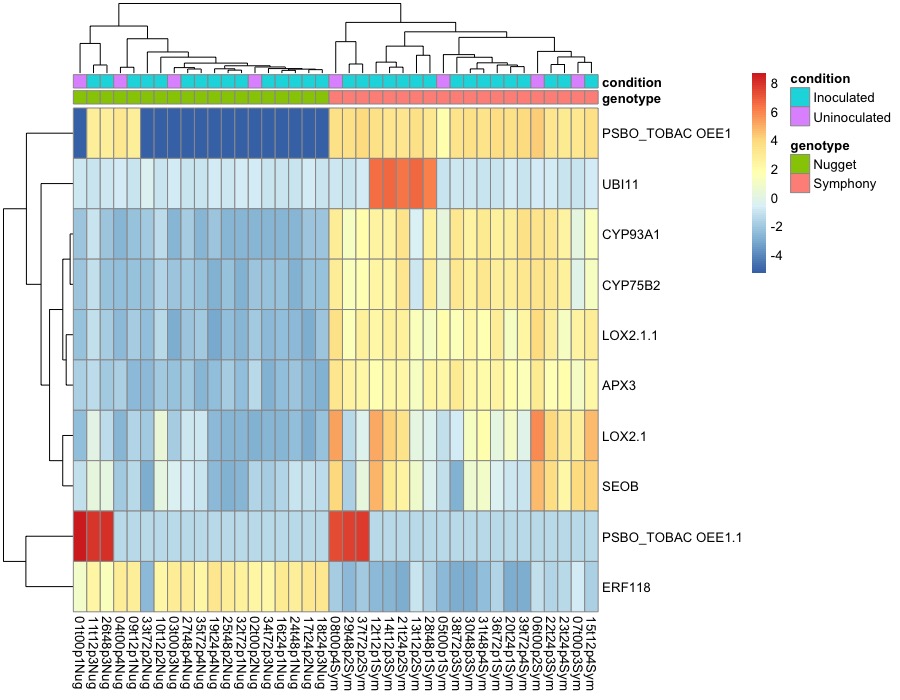 condition
genotype
PSBO_TOBAC OEE1
UBI11
CYP93A1
CYP75B2
LOX2.1.1
APX3
LOX2.1
SEOB
PSBO_TOBAC OEE1.1
ERF118
8
6
4
2
0
-2
-4
condition
Inoculated
Uninoculated
genotype
Nugget
Symphony
01t00p1Nug
11t12p3Nug
26t48p3Nug
04t00p4Nug
09t12p1Nug
33t72p2Nug
10t12p2Nug
03t00p3Nug
27t48p4Nug
35t72p4Nug
19t24p4Nug
25t48p2Nug
32t72p1Nug
02t00p2Nug
34t72p3Nug
16t24p1Nug
24t48p1Nug
17t24p2Nug
18t24p3Nug
08t00p4Sym
29t48p2Sym
37t72p2Sym
12t12p1Sym
14t12p3Sym
21t24p2Sym
13t12p2Sym
28t48p1Sym
05t00p1Sym
38t72p3Sym
30t48p3Sym
31t48p4Sym
36t72p1Sym
20t24p1Sym
39t72p4Sym
06t00p2Sym
22t24p3Sym
23t24p4Sym
07t00p3Sym
15t12p4Sym